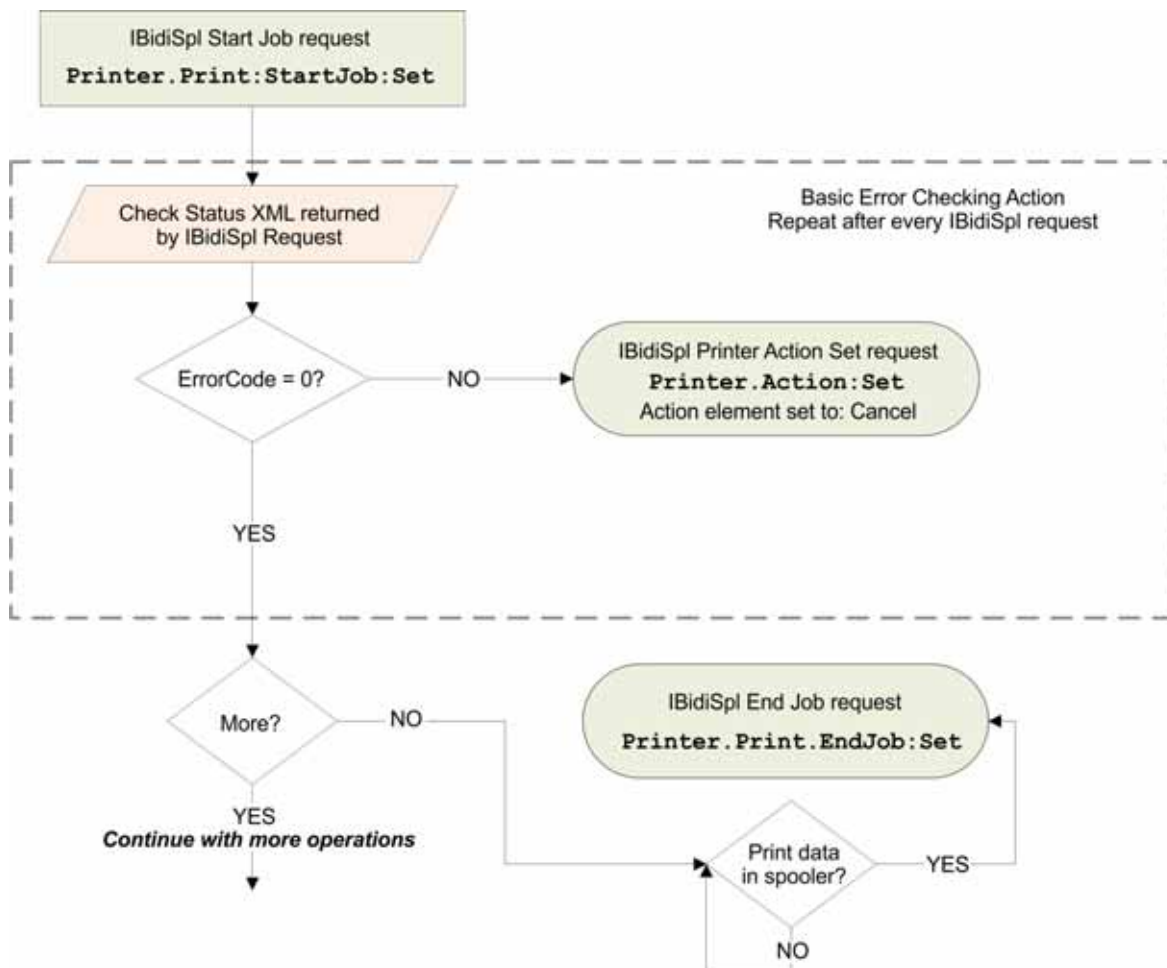 IBidiSpl Start Job request
Printer.Print:StartJob:Set
Check Status XML returned
by IBidiSpl Request
Basic Error Checking Action
Repeat after every IBidiSpl request
ErrorCode = 0?
NO
IBidiSpl Printer Action Set request
Printer.Action:Set
Action element set to: Cancel
YES
More?
NO
IBidiSpl End Job request
Printer.Print.EndJob:Set
YES
Continue with more operations
Print data
in spooler?
YES
NO